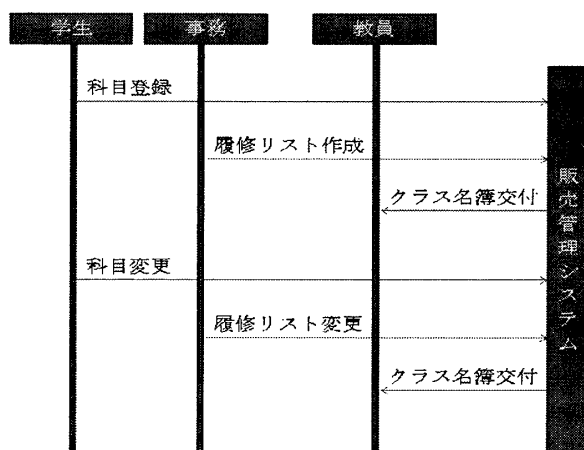 学生
事務
教員
科目登録
履修リスト作成
クラス名簿交付
科目変更
履修リスト変更
クラス名簿交付
販売管理システム